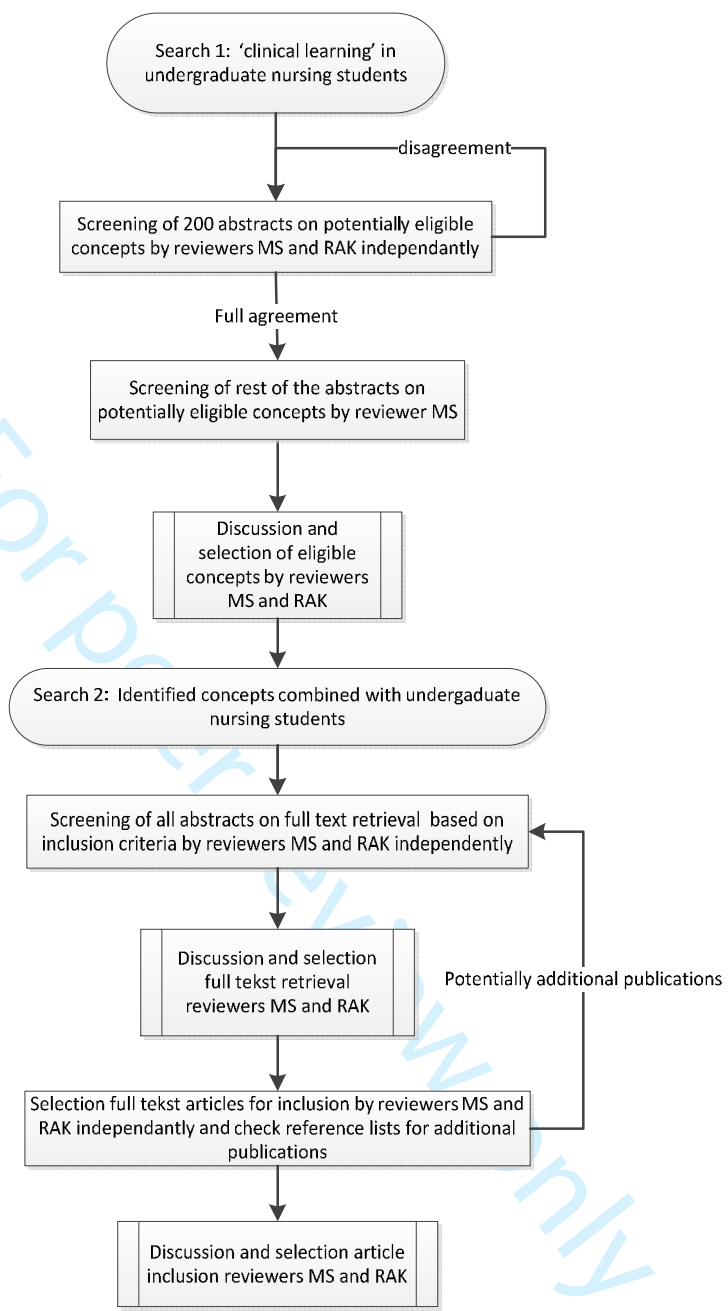 Search 1:  'clinical learning' in
undergraduate nursing students
disagreement
Screening of 200 abstracts on potentially eligible
concepts by reviewers MS and RAK independantly
Full agreement
Screening of rest of the abstracts on
potentially eligible concepts by reviewer MS
Discussion and
selection of eligible
concepts by reviewers
MS and RAK
Search 2:  Identified concepts combined with undergaduate
nursing students
Screening of all abstracts on full text retrieval  based on
inclusion criteria by reviewers MS and RAK independently
Discussion and selection
full tekst retrieval
reviewers MS and RAK
Potentially additional publications
Selection full tekst articles for inclusion by reviewers MS and
RAK independantly and check reference lists for additional
publications
Discussion and selection article
inclusion reviewers MS and RAK
For peer review only